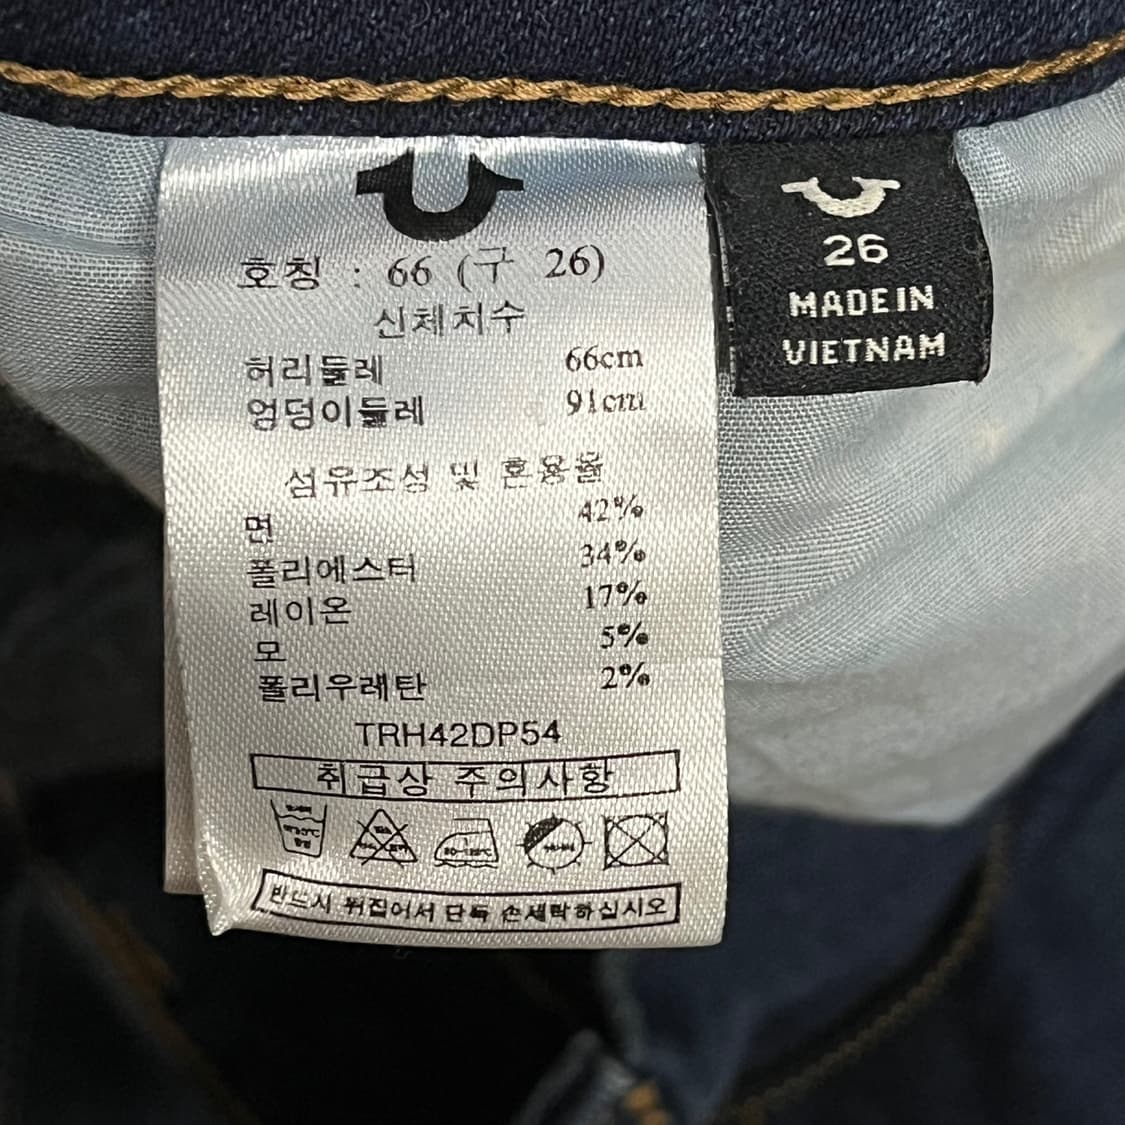 호칭 : 66 (구 26)
신체치수
허리둘레 66cm
엉덩이둘레 91cm
섬유조성 및 혼용율
면 42%
폴리에스터 34%
레이온 17%
모 5%
폴리우레탄 2%
TRH42DP54
취급상 주의사항
반드시 뒤집어서 단독 손세탁하십시오
26
MADE IN
VIETNAM